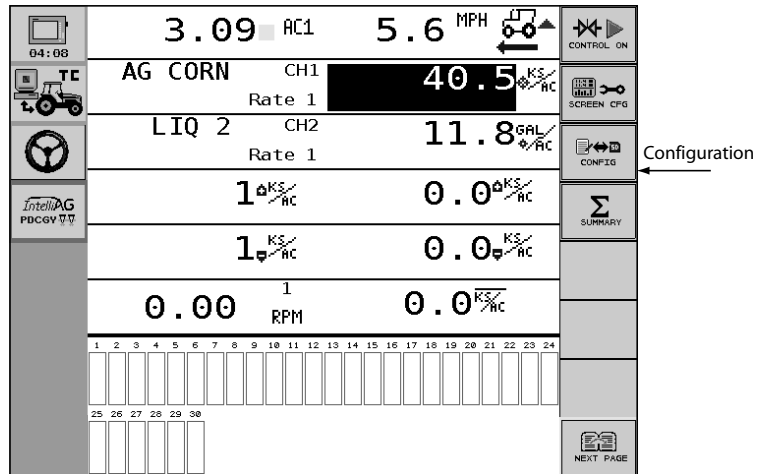 04:08
3.09 AC1 5.6 MPH
CONTROL ON
TC
AG CORN CH1 40.5 KS/AC
Rate 1
SCREEN CFG
LIQ 2 CH2 11.8 GAL/AC
Rate 1
CONFIG
Configuration
IntelliAG
PDCGY
1 KS/AC 0.0 KS/AC
Σ
SUMMARY
1 KS/AC 0.0 KS/AC
0.00 1 RPM 0.0 KS/AC
1 2 3 4 5 6 7 8 9 10 11 12 13 14 15 16 17 18 19 20 21 22 23 24
25 26 27 28 29 30
NEXT PAGE